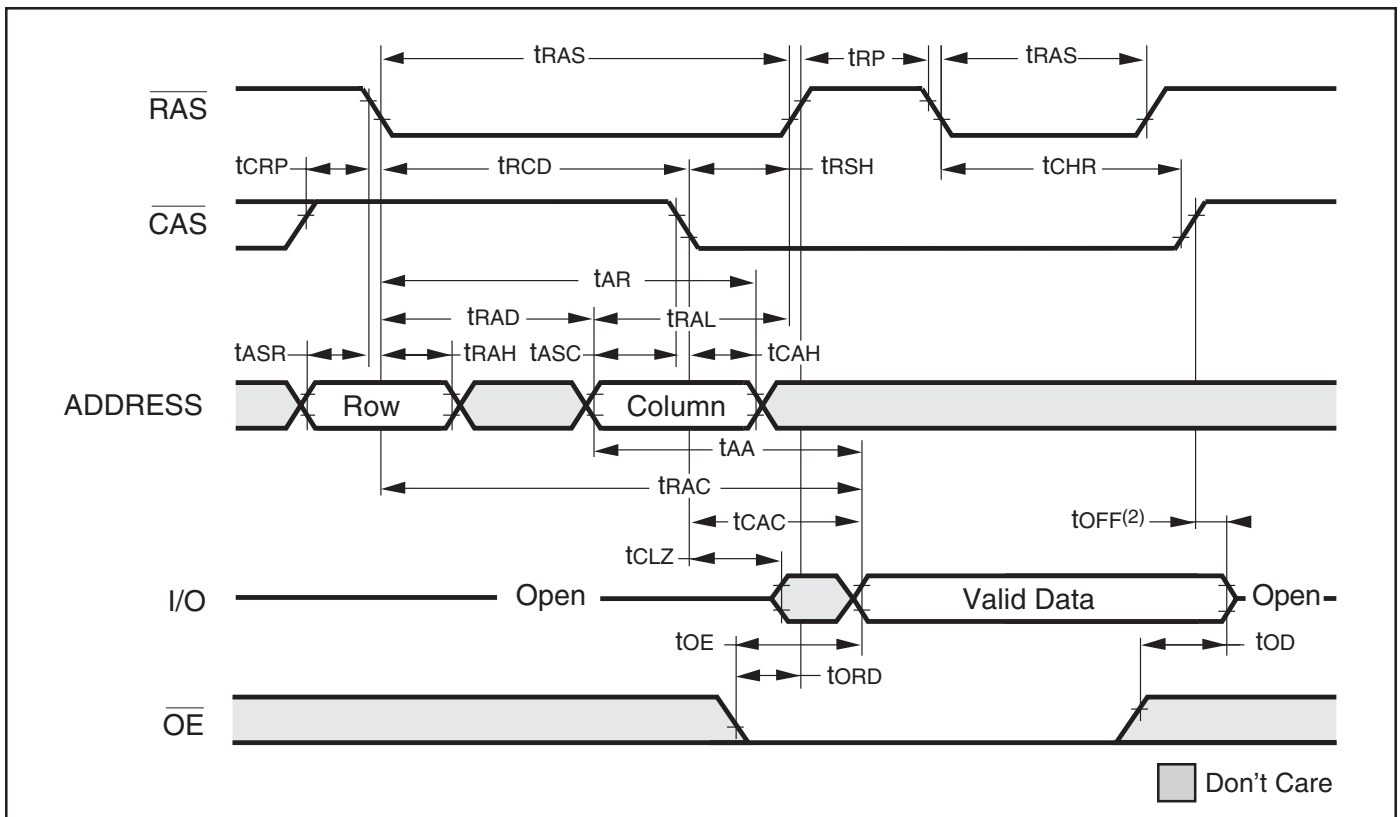 tRAS tRP tRAS
RAS
tCRP tRCD tRSH tCHR
CAS
tAR
tRAD tRAL
tASR tRAH tASC tCAH
ADDRESS Row Column
tAA
tRAC
tCAC tOFF(2)
tCLZ
I/O Open Valid Data Open
tOE tOD
tORD
OE
Don't Care